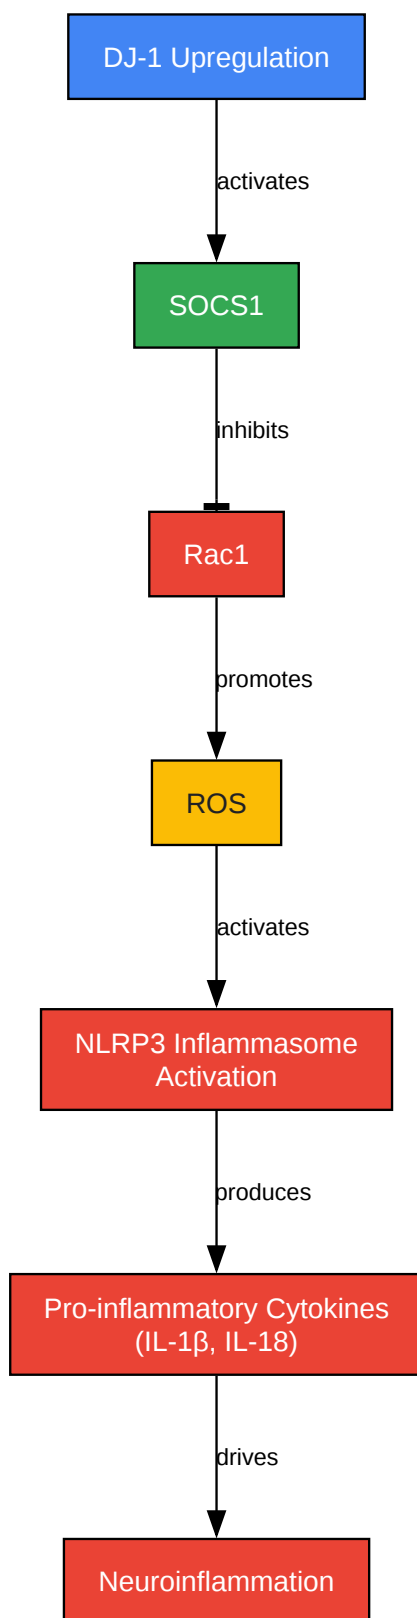 DJ-1 Upregulation
activates
SOCS1
inhibits
Rac1
promotes
ROS
activates
NLRP3 Inflammasome
Activation
produces
Pro-inflammatory Cytokines
(IL-1β, IL-18)
drives
Neuroinflammation